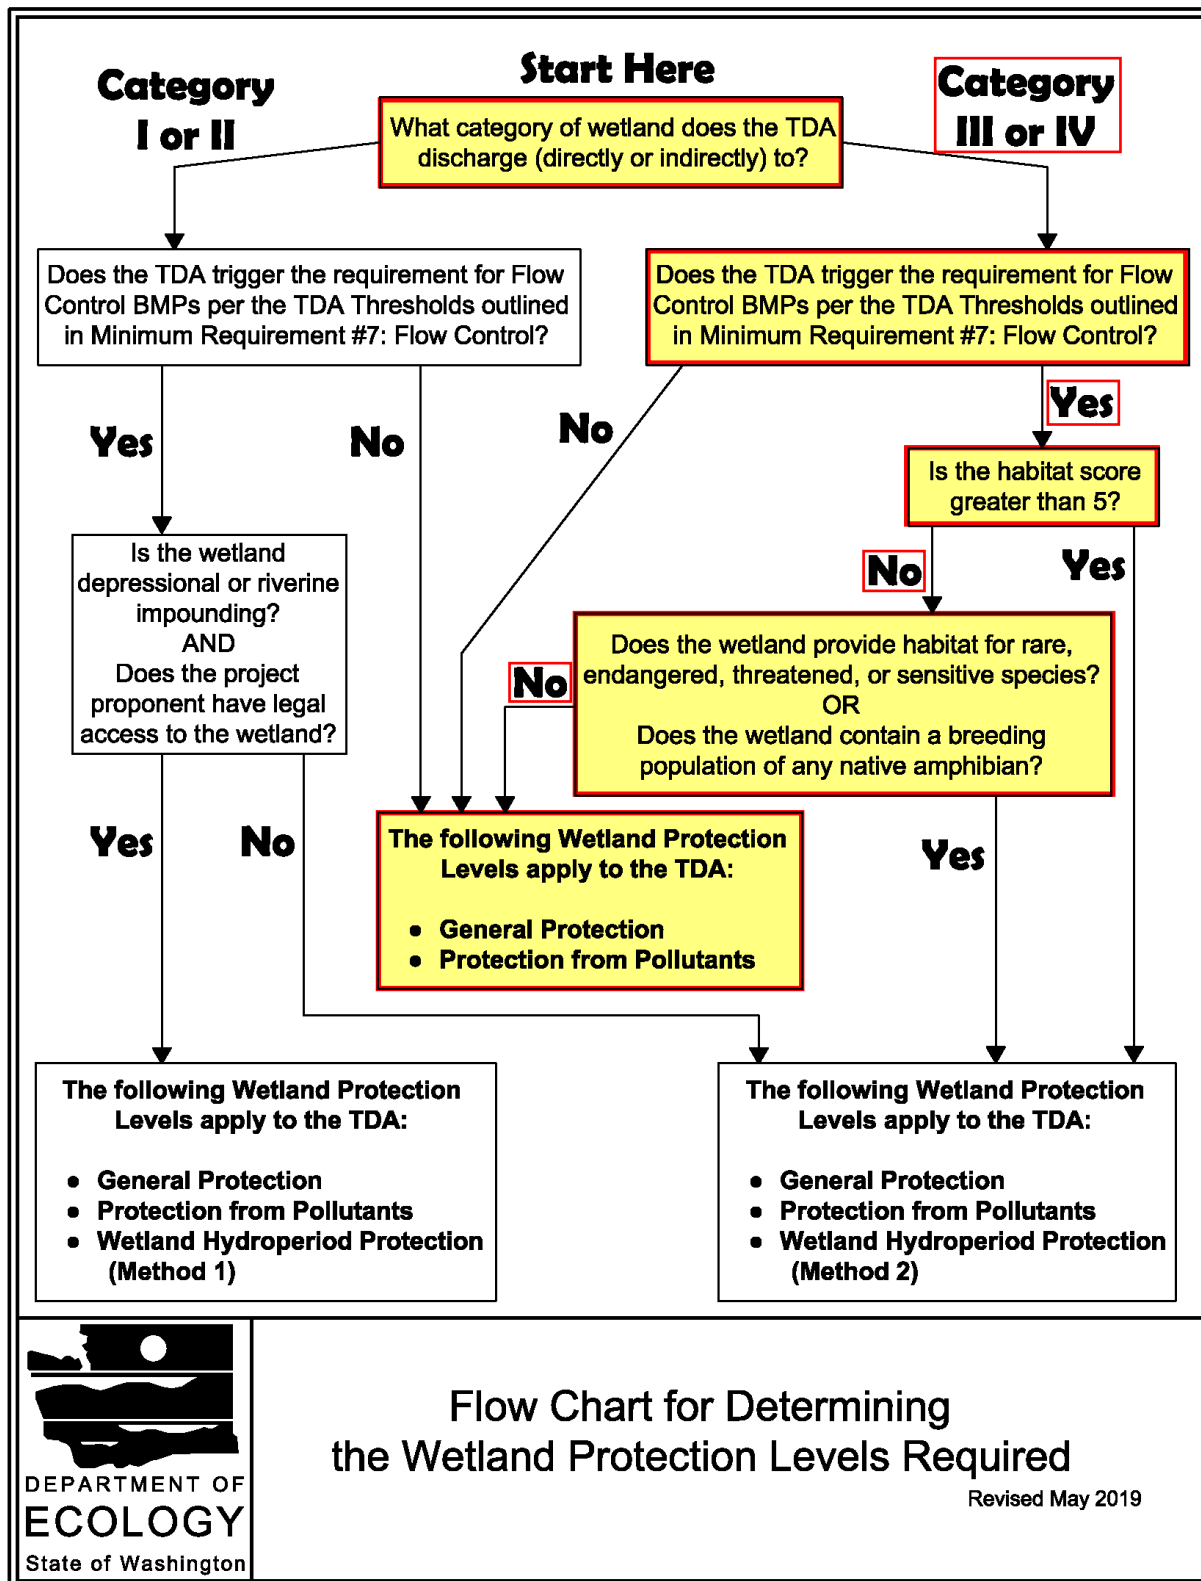 Start Here
Category
I or II
Category
III or IV
What category of wetland does the TDA
discharge (directly or indirectly) to?
Does the TDA trigger the requirement for Flow
Control BMPs per the TDA Thresholds outlined
in Minimum Requirement #7: Flow Control?
Does the TDA trigger the requirement for Flow
Control BMPs per the TDA Thresholds outlined
in Minimum Requirement #7: Flow Control?
Yes
No
No
Yes
Is the habitat score
greater than 5?
Is the wetland
depressional or riverine
impounding?
AND
Does the project
proponent have legal
access to the wetland?
No
Yes
Does the wetland provide habitat for rare,
endangered, threatened, or sensitive species?
OR
Does the wetland contain a breeding
population of any native amphibian?
No
Yes
No
Yes
The following Wetland Protection
Levels apply to the TDA:
• General Protection
• Protection from Pollutants
The following Wetland Protection
Levels apply to the TDA:
• General Protection
• Protection from Pollutants
• Wetland Hydroperiod Protection
(Method 1)
The following Wetland Protection
Levels apply to the TDA:
• General Protection
• Protection from Pollutants
• Wetland Hydroperiod Protection
(Method 2)
DEPARTMENT OF
ECOLOGY
State of Washington
Flow Chart for Determining
the Wetland Protection Levels Required
Revised May 2019